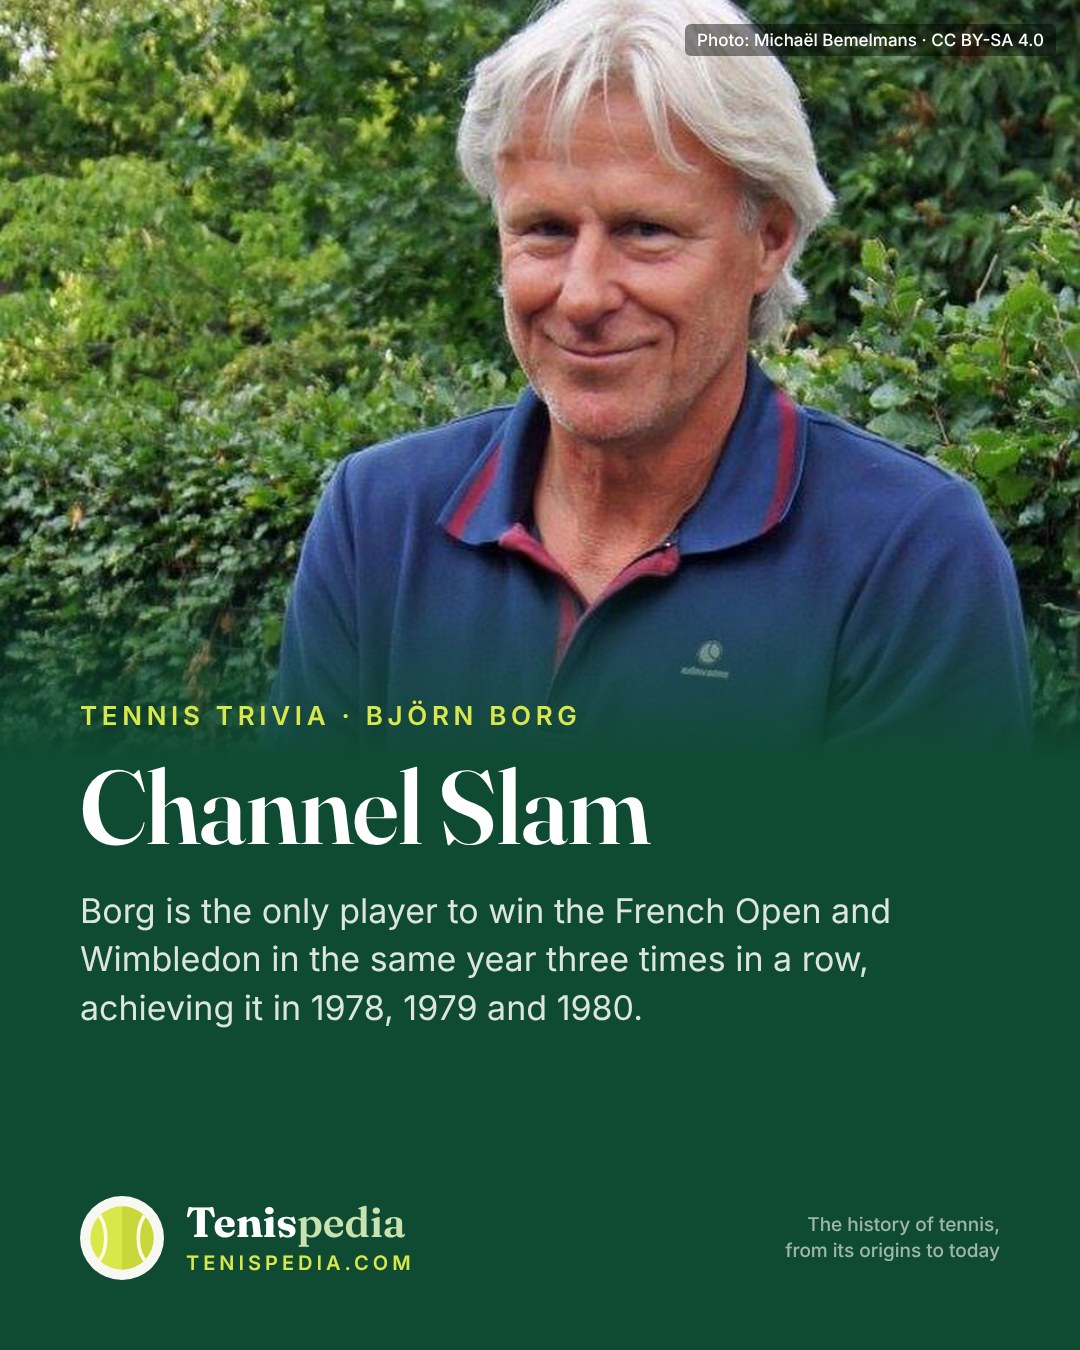 Photo: Michaël Bemelmans · CC BY-SA 4.0
TENNIS TRIVIA · BJÖRN BORG
Channel Slam
Borg is the only player to win the French Open and
Wimbledon in the same year three times in a row,
achieving it in 1978, 1979 and 1980.
Tenispedia
TENISPEDIA.COM
The history of tennis,
from its origins to today